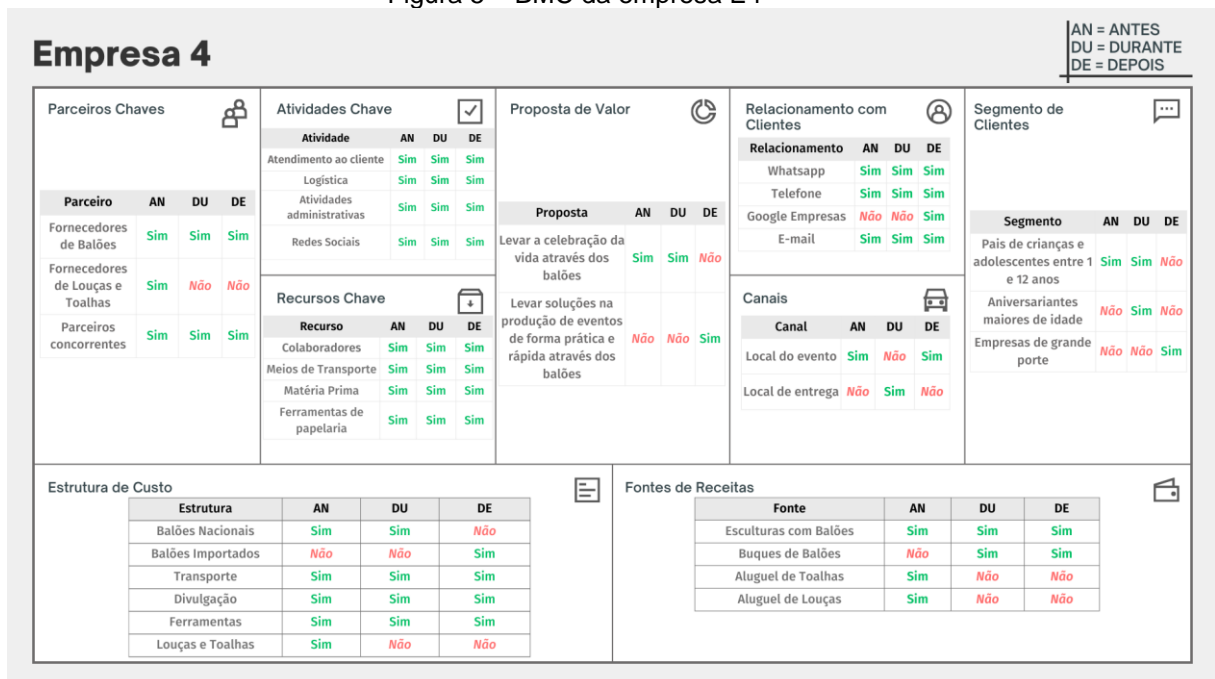 Figura 8 – BMC da empresa E4
Empresa 4
AN = ANTES
DU = DURANTE
DE = DEPOIS
Parceiros Chaves
Parceiro AN DU DE
Fornecedores
de Balões Sim Sim Sim
Fornecedores
de Louças e
Toalhas Sim Não Não
Parceiros
concorrentes Sim Sim Sim
Atividades Chave
Atividade AN DU DE
Atendimento ao cliente Sim Sim Sim
Logística Sim Sim Sim
Atividades
administrativas Sim Sim Sim
Redes Sociais Sim Sim Sim
Recursos Chave
Recurso AN DU DE
Colaboradores Sim Sim Sim
Meios de Transporte Sim Sim Sim
Matéria Prima Sim Sim Sim
Ferramentas de
papelaria Sim Sim Sim
Proposta de Valor
Proposta AN DU DE
Levar a celebração da
vida através dos Sim Sim Não
balões
Levar soluções na
produção de eventos
de forma prática e Não Não Sim
rápida através dos
balões
Relacionamento com
Clientes
Relacionamento AN DU DE
Whatsapp Sim Sim Sim
Telefone Sim Sim Sim
Google Empresas Não Não Sim
E-mail Sim Sim Sim
Canais
Canal AN DU DE
Local do evento Sim Não Sim
Local de entrega Não Sim Não
Segmento de
Clientes
Segmento AN DU DE
Pais de crianças e
adolescentes entre 1 Sim Sim Não
e 12 anos
Aniversariantes
maiores de idade Não Sim Não
Empresas de grande
porte Não Não Sim
Estrutura de Custo
Estrutura AN DU DE
Balões Nacionais Sim Sim Não
Balões Importados Não Não Sim
Transporte Sim Sim Sim
Divulgação Sim Sim Sim
Ferramentas Sim Sim Sim
Louças e Toalhas Sim Não Não
Fontes de Receitas
Fonte AN DU DE
Esculturas com Balões Sim Sim Sim
Buques de Balões Não Sim Sim
Aluguel de Toalhas Sim Não Não
Aluguel de Louças Sim Não Não